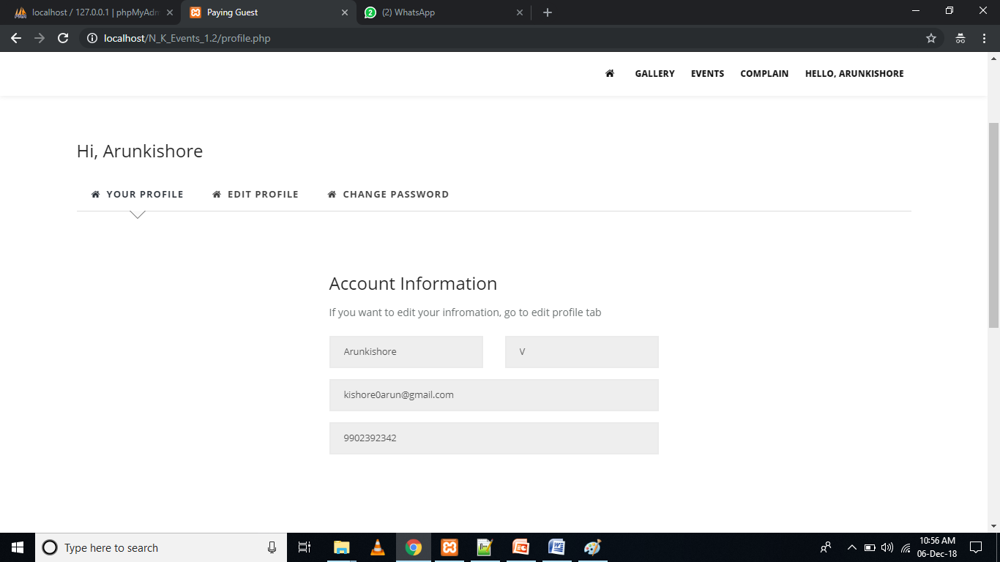 localhost / 127.0.0.1 | phpMyAdm
Paying Guest
(2) WhatsApp
localhost/N_K_Events_1.2/profile.php
GALLERY EVENTS COMPLAIN HELLO, ARUNKISHORE
Hi, Arunkishore
YOUR PROFILE EDIT PROFILE CHANGE PASSWORD
Account Information
If you want to edit your infromation, go to edit profile tab
Arunkishore V
kishore0arun@gmail.com
9902392342
Type here to search
10:56 AM
06-Dec-18